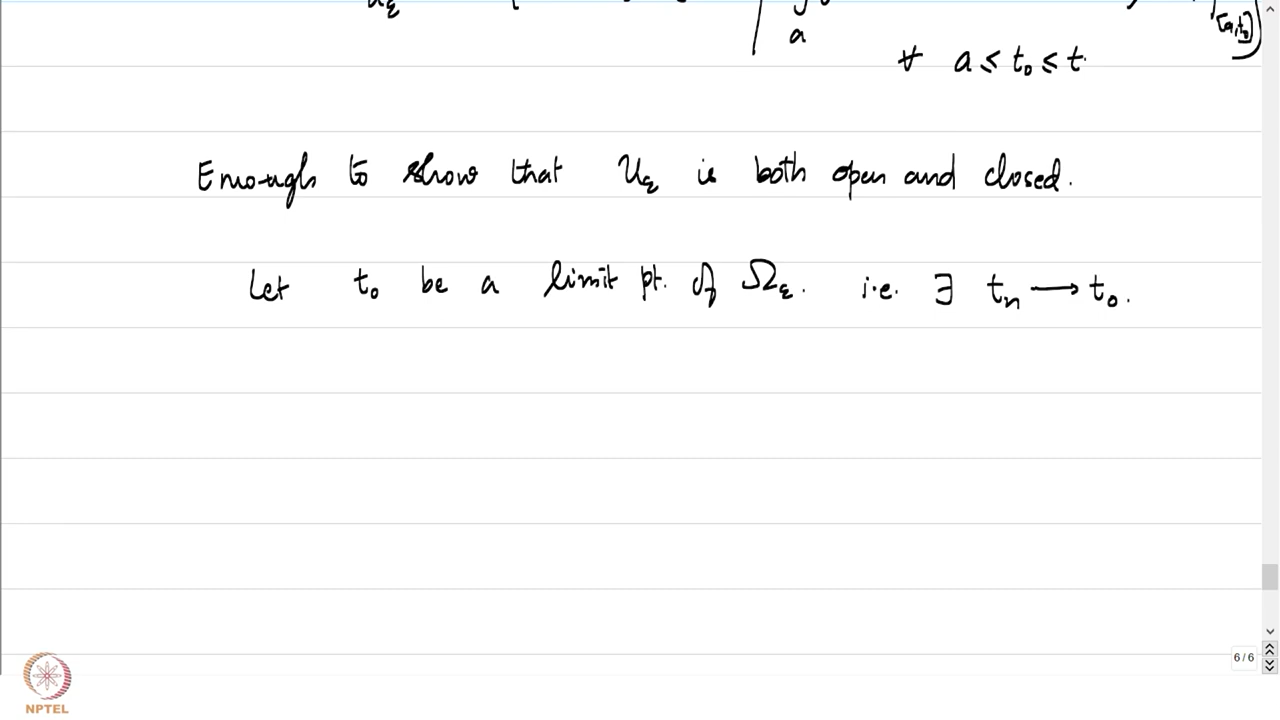 a [a,t₀]
∀ a ≤ t₀ ≤ t.
Enough to show that U_ε is both open and closed.
Let t₀ be a limit pt. of Ω_ε. i.e. ∃ tₙ ⟶ t₀.
6 / 6
NPTEL